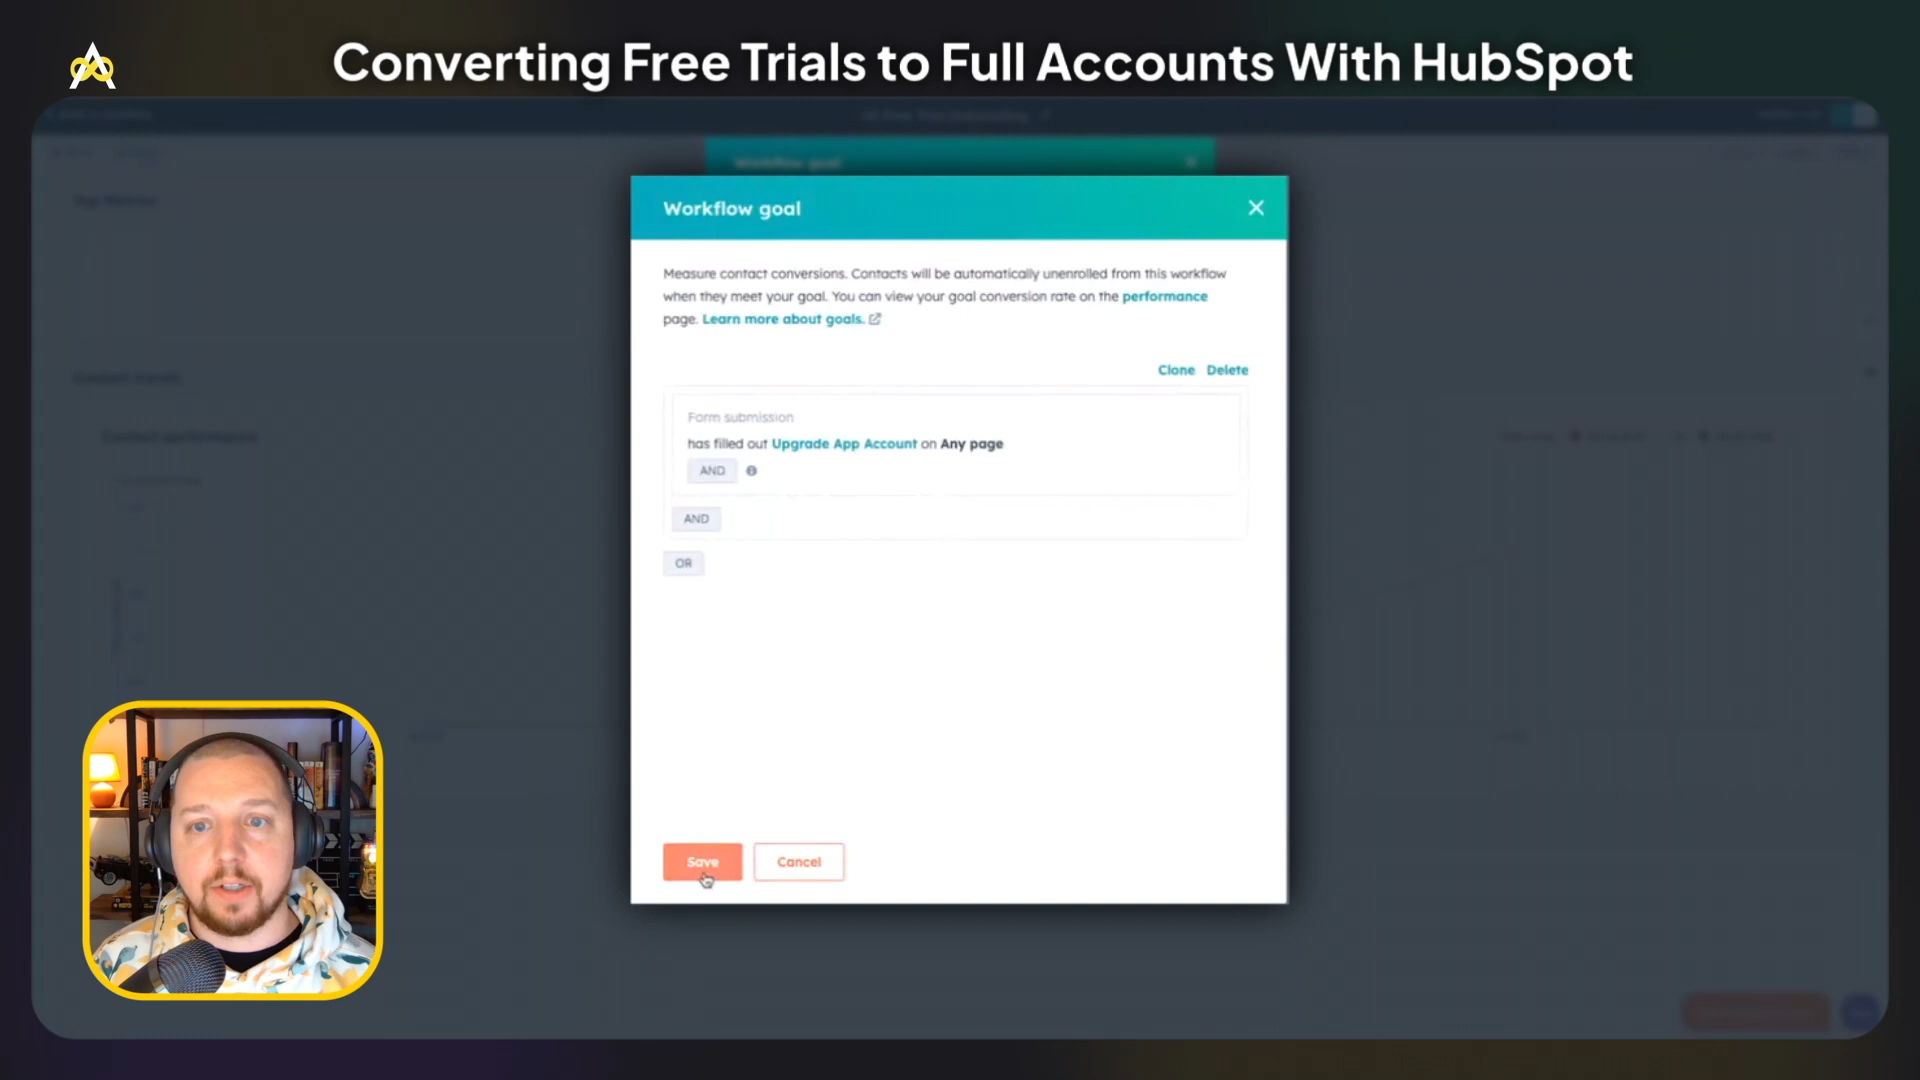 Converting Free Trials to Full Accounts With HubSpot
Workflow goal
Workflow goal
Measure contact conversions. Contacts will be automatically unenrolled from this workflow
when they meet your goal. You can view your goal conversion rate on the performance
page. Learn more about goals.
Clone Delete
Form submission
has filled out Upgrade App Account on Any page
AND
AND
OR
Save Cancel